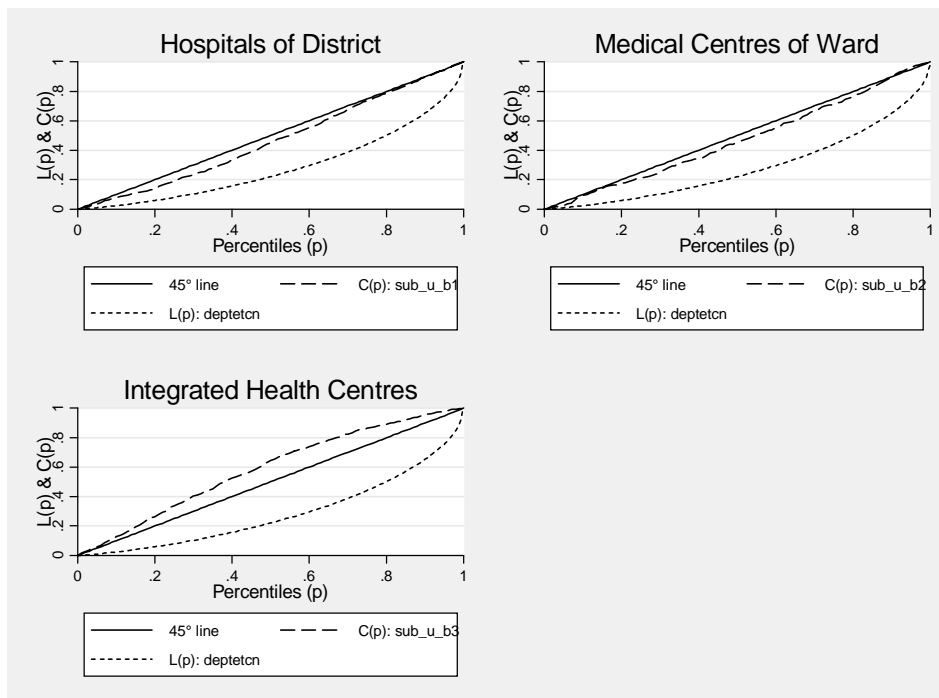 Hospitals of District
L(p) & C(p)
0 .2 .4 .6 .8 1
0 .2 .4 .6 .8 1
Percentiles (p)
45° line C(p): sub_u_b1
L(p): deptetcn
Medical Centres of Ward
L(p) & C(p)
0 .2 .4 .6 .8 1
0 .2 .4 .6 .8 1
Percentiles (p)
45° line C(p): sub_u_b2
L(p): deptetcn
Integrated Health Centres
L(p) & C(p)
0 .2 .4 .6 .8 1
0 .2 .4 .6 .8 1
Percentiles (p)
45° line C(p): sub_u_b3
L(p): deptetcn